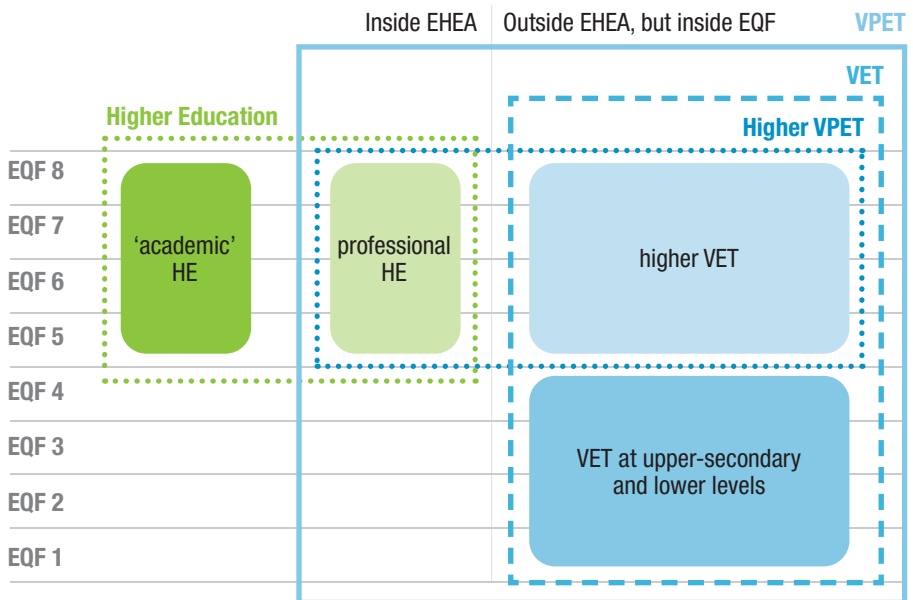 Inside EHEA
Outside EHEA, but inside EQF
VPET
VET
Higher Education
Higher VPET
EQF 8
EQF 7
EQF 6
EQF 5
EQF 4
EQF 3
EQF 2
EQF 1
‘academic’
HE
professional
HE
higher VET
VET at upper-secondary
and lower levels